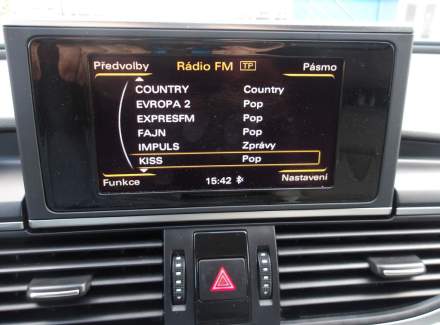 Předvolby Rádio FM TP Pásmo
COUNTRY Country
EVROPA 2 Pop
EXPRESFM Pop
FAJN Pop
IMPULS Zprávy
KISS Pop
Funkce 15:42 Nastavení